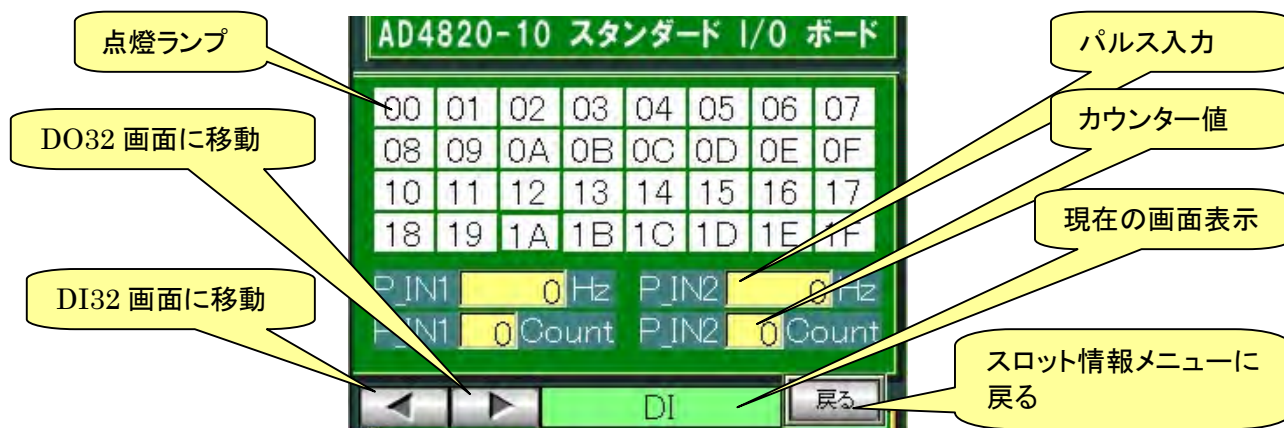 AD4820-10 スタンダード I/O ボード
点燈ランプ
パルス入力
00 01 02 03 04 05 06 07
カウンター値
DO32 画面に移動
08 09 0A 0B 0C 0D 0E 0F
10 11 12 13 14 15 16 17
現在の画面表示
18 19 1A 1B 1C 1D 1E 1F
DI32 画面に移動
P_IN1 0 Hz P_IN2 0 Hz
P_IN1 0 Count P_IN2 0 Count
スロット情報メニューに
戻る
◀ ▶ DI 戻る